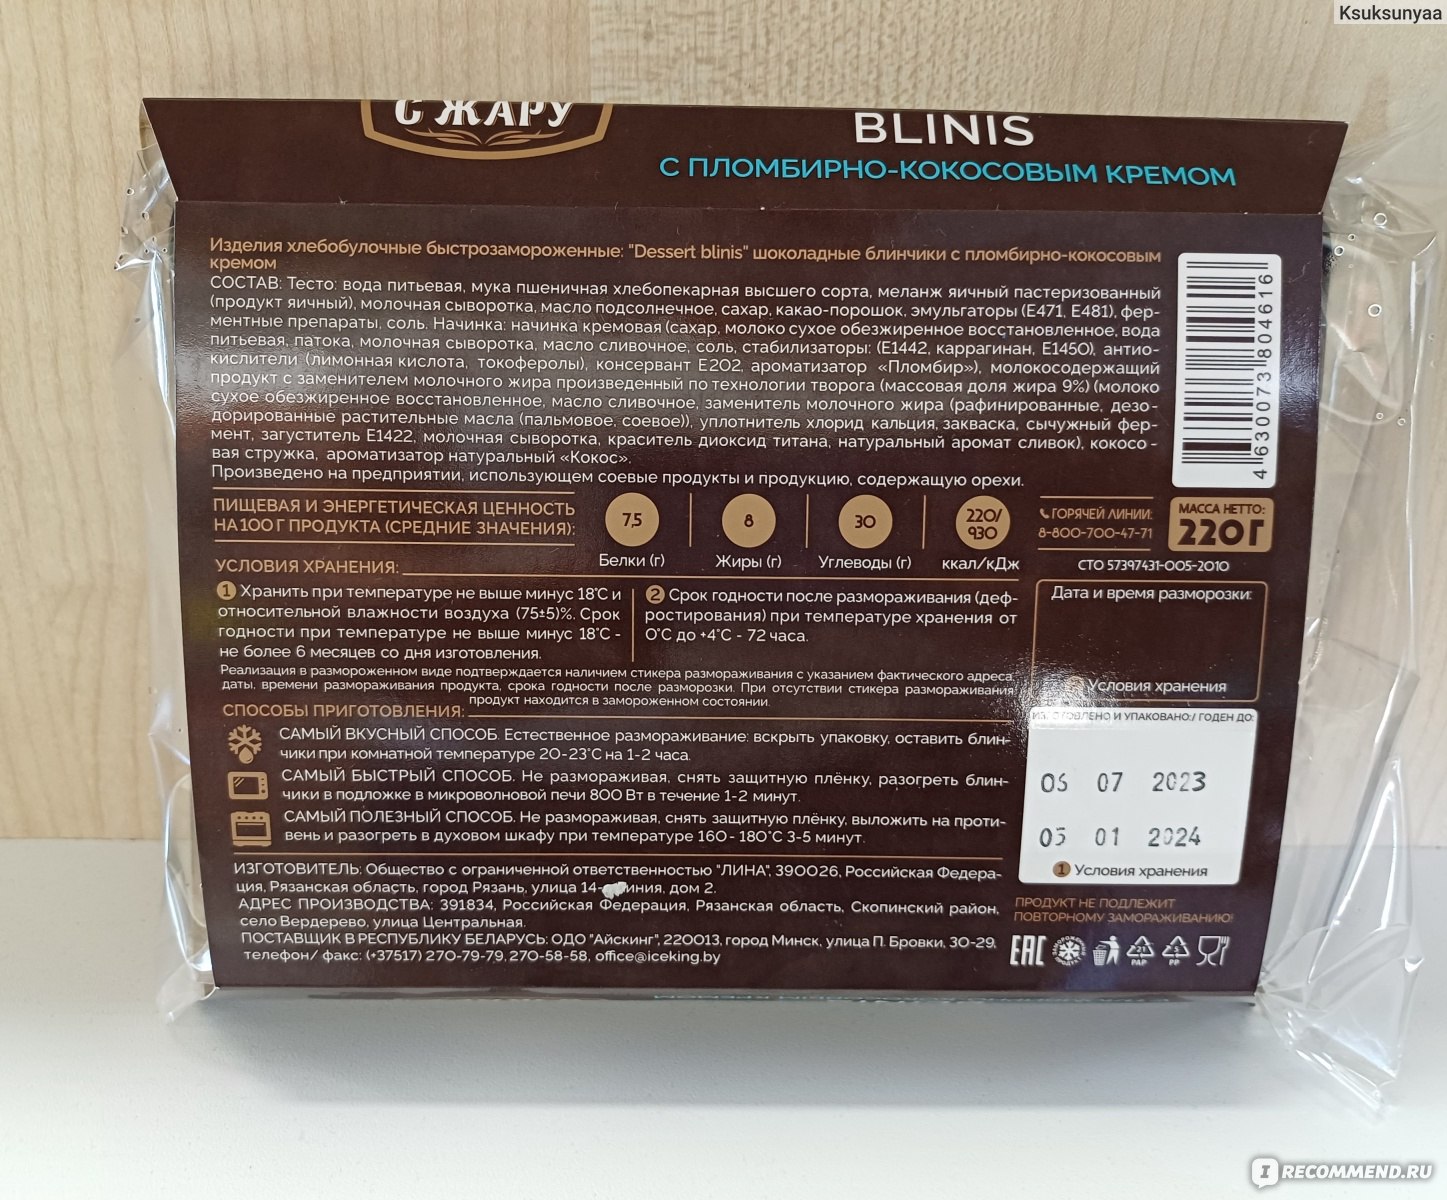 Ksuksunyaa
С ЖАРУ
BLINIS
С ПЛОМБИРНО-КОКОСОВЫМ КРЕМОМ
Изделия хлебобулочные быстрозамороженные: "Dessert blinis" шоколадные блинчики с пломбирно-кокосовым
кремом
СОСТАВ: Тесто: вода питьевая, мука пшеничная хлебопекарная высшего сорта, меланж яичный пастеризованный
(продукт яичный), молочная сыворотка, масло подсолнечное, сахар, какао-порошок, эмульгаторы (Е471, Е481), фер-
ментные препараты, соль. Начинка: начинка кремовая (сахар, молоко сухое обезжиренное восстановленное, вода
питьевая, патока, молочная сыворотка, масло сливочное, соль, стабилизаторы: (Е1442, каррагинан, Е1450), антио-
кислители (лимонная кислота, токоферолы), консервант Е202, ароматизатор «Пломбир»), молокосодержащий
продукт с заменителем молочного жира произведенный по технологии творога (массовая доля жира 9%) (молоко
сухое обезжиренное восстановленное, масло сливочное, заменитель молочного жира (рафинированные, дезо-
дорированные растительные масла (пальмовое, соевое)), уплотнитель хлорид кальция, закваска, сычужный фер-
мент, загуститель Е1422, молочная сыворотка, краситель диоксид титана, натуральный аромат сливок), кокосо -
вая стружка, ароматизатор натуральный «Кокос».
Произведено на предприятии, использующем соевые продукты и продукцию, содержащую орехи.
4630073804616
ПИЩЕВАЯ И ЭНЕРГЕТИЧЕСКАЯ ЦЕННОСТЬ
НА 100 Г ПРОДУКТА (СРЕДНИЕ ЗНАЧЕНИЯ):
7,5
Белки (г)
8
Жиры (г)
30
Углеводы (г)
220/
930
ккал/кДж
ГОРЯЧЕЙ ЛИНИИ:
8-800-700-47-71
МАССА НЕТТО:
220Г
СТО 57397431-005-2010
УСЛОВИЯ ХРАНЕНИЯ:
1 Хранить при температуре не выше минус 18°С и
относительной влажности воздуха (75±5)%. Срок
годности при температуре не выше минус 18°С -
не более 6 месяцев со дня изготовления.
2 Срок годности после размораживания (деф-
ростирования) при температуре хранения от
0°С до +4°С - 72 часа.
Реализация в размороженном виде подтверждается наличием стикера размораживания с указанием фактического адреса,
даты, времени размораживания продукта, срока годности после разморозки. При отсутствии стикера размораживания
продукт находится в замороженном состоянии.
Дата и время разморозки:
Условия хранения
СПОСОБЫ ПРИГОТОВЛЕНИЯ:
САМЫЙ ВКУСНЫЙ СПОСОБ. Естественное размораживание: вскрыть упаковку, оставить блин-
чики при комнатной температуре 20-23°С на 1-2 часа.
САМЫЙ БЫСТРЫЙ СПОСОБ. Не размораживая, снять защитную плёнку, разогреть блин-
чики в подложке в микроволновой печи 800 Вт в течение 1-2 минут.
САМЫЙ ПОЛЕЗНЫЙ СПОСОБ. Не размораживая, снять защитную плёнку, выложить на проти-
вень и разогреть в духовом шкафу при температуре 160 - 180°С 3-5 минут.
И УПАКОВАНО:/ ГОДЕН ДО:
06 07 2023
05 01 2024
1 Условия хранения
ИЗГОТОВИТЕЛЬ: Общество с ограниченной ответственностью "ЛИНА", 390026, Российская Федера-
ция, Рязанская область, город Рязань, улица 14- иния, дом 2.
АДРЕС ПРОИЗВОДСТВА: 391834, Российская Федерация, Рязанская область, Скопинский район,
село Вердерево, улица Центральная.
ПОСТАВЩИК В РЕСПУБЛИКУ БЕЛАРУСЬ: ОДО "Айскинг", 220013, город Минск, улица П. Бровки, 30-29,
телефон/ факс: (+37517) 270-79-79, 270-58-58, office@iceking.by
ПРОДУКТ НЕ ПОДЛЕЖИТ
ПОВТОРНОМУ ЗАМОРАЖИВАНИЮ!
EAC
21
PAP
5
PP
IRECOMMEND.RU